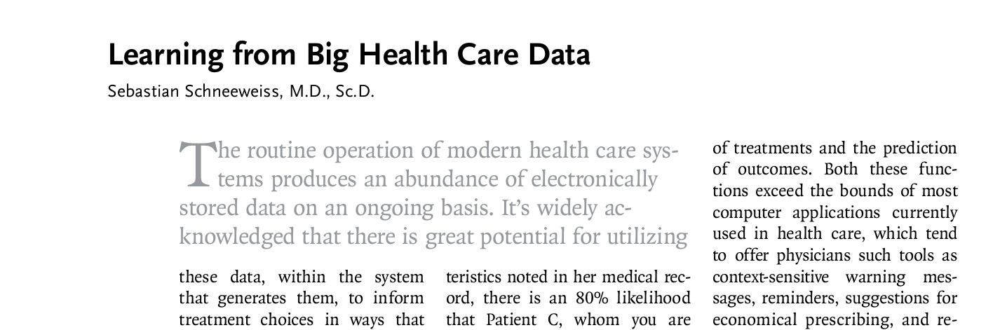 Learning from Big Health Care Data
Sebastian Schneeweiss, M.D., Sc.D.
The routine operation of modern health care sys-
tems produces an abundance of electronically
stored data on an ongoing basis. It’s widely ac-
knowledged that there is great potential for utilizing
these data, within the system
that generates them, to inform
treatment choices in ways that
teristics noted in her medical rec-
ord, there is an 80% likelihood
that Patient C, whom you are
of treatments and the prediction
of outcomes. Both these func-
tions exceed the bounds of most
computer applications currently
used in health care, which tend
to offer physicians such tools as
context-sensitive warning mes-
sages, reminders, suggestions for
economical prescribing, and re-